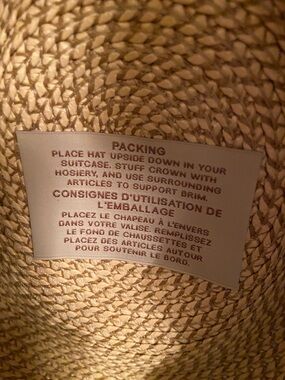 PACKING
PLACE HAT UPSIDE DOWN IN YOUR
SUITCASE. STUFF CROWN WITH
HOSIERY, AND USE SURROUNDING
ARTICLES TO SUPPORT BRIM.
CONSIGNES D'UTILISATION DE
L'EMBALLAGE
PLACEZ LE CHAPEAU À L'ENVERS
DANS VOTRE VALISE. REMPLISSEZ
LE FOND DE CHAUSSETTES ET
PLACEZ DES ARTICLES AUTOUR
POUR SOUTENIR LE BORD.